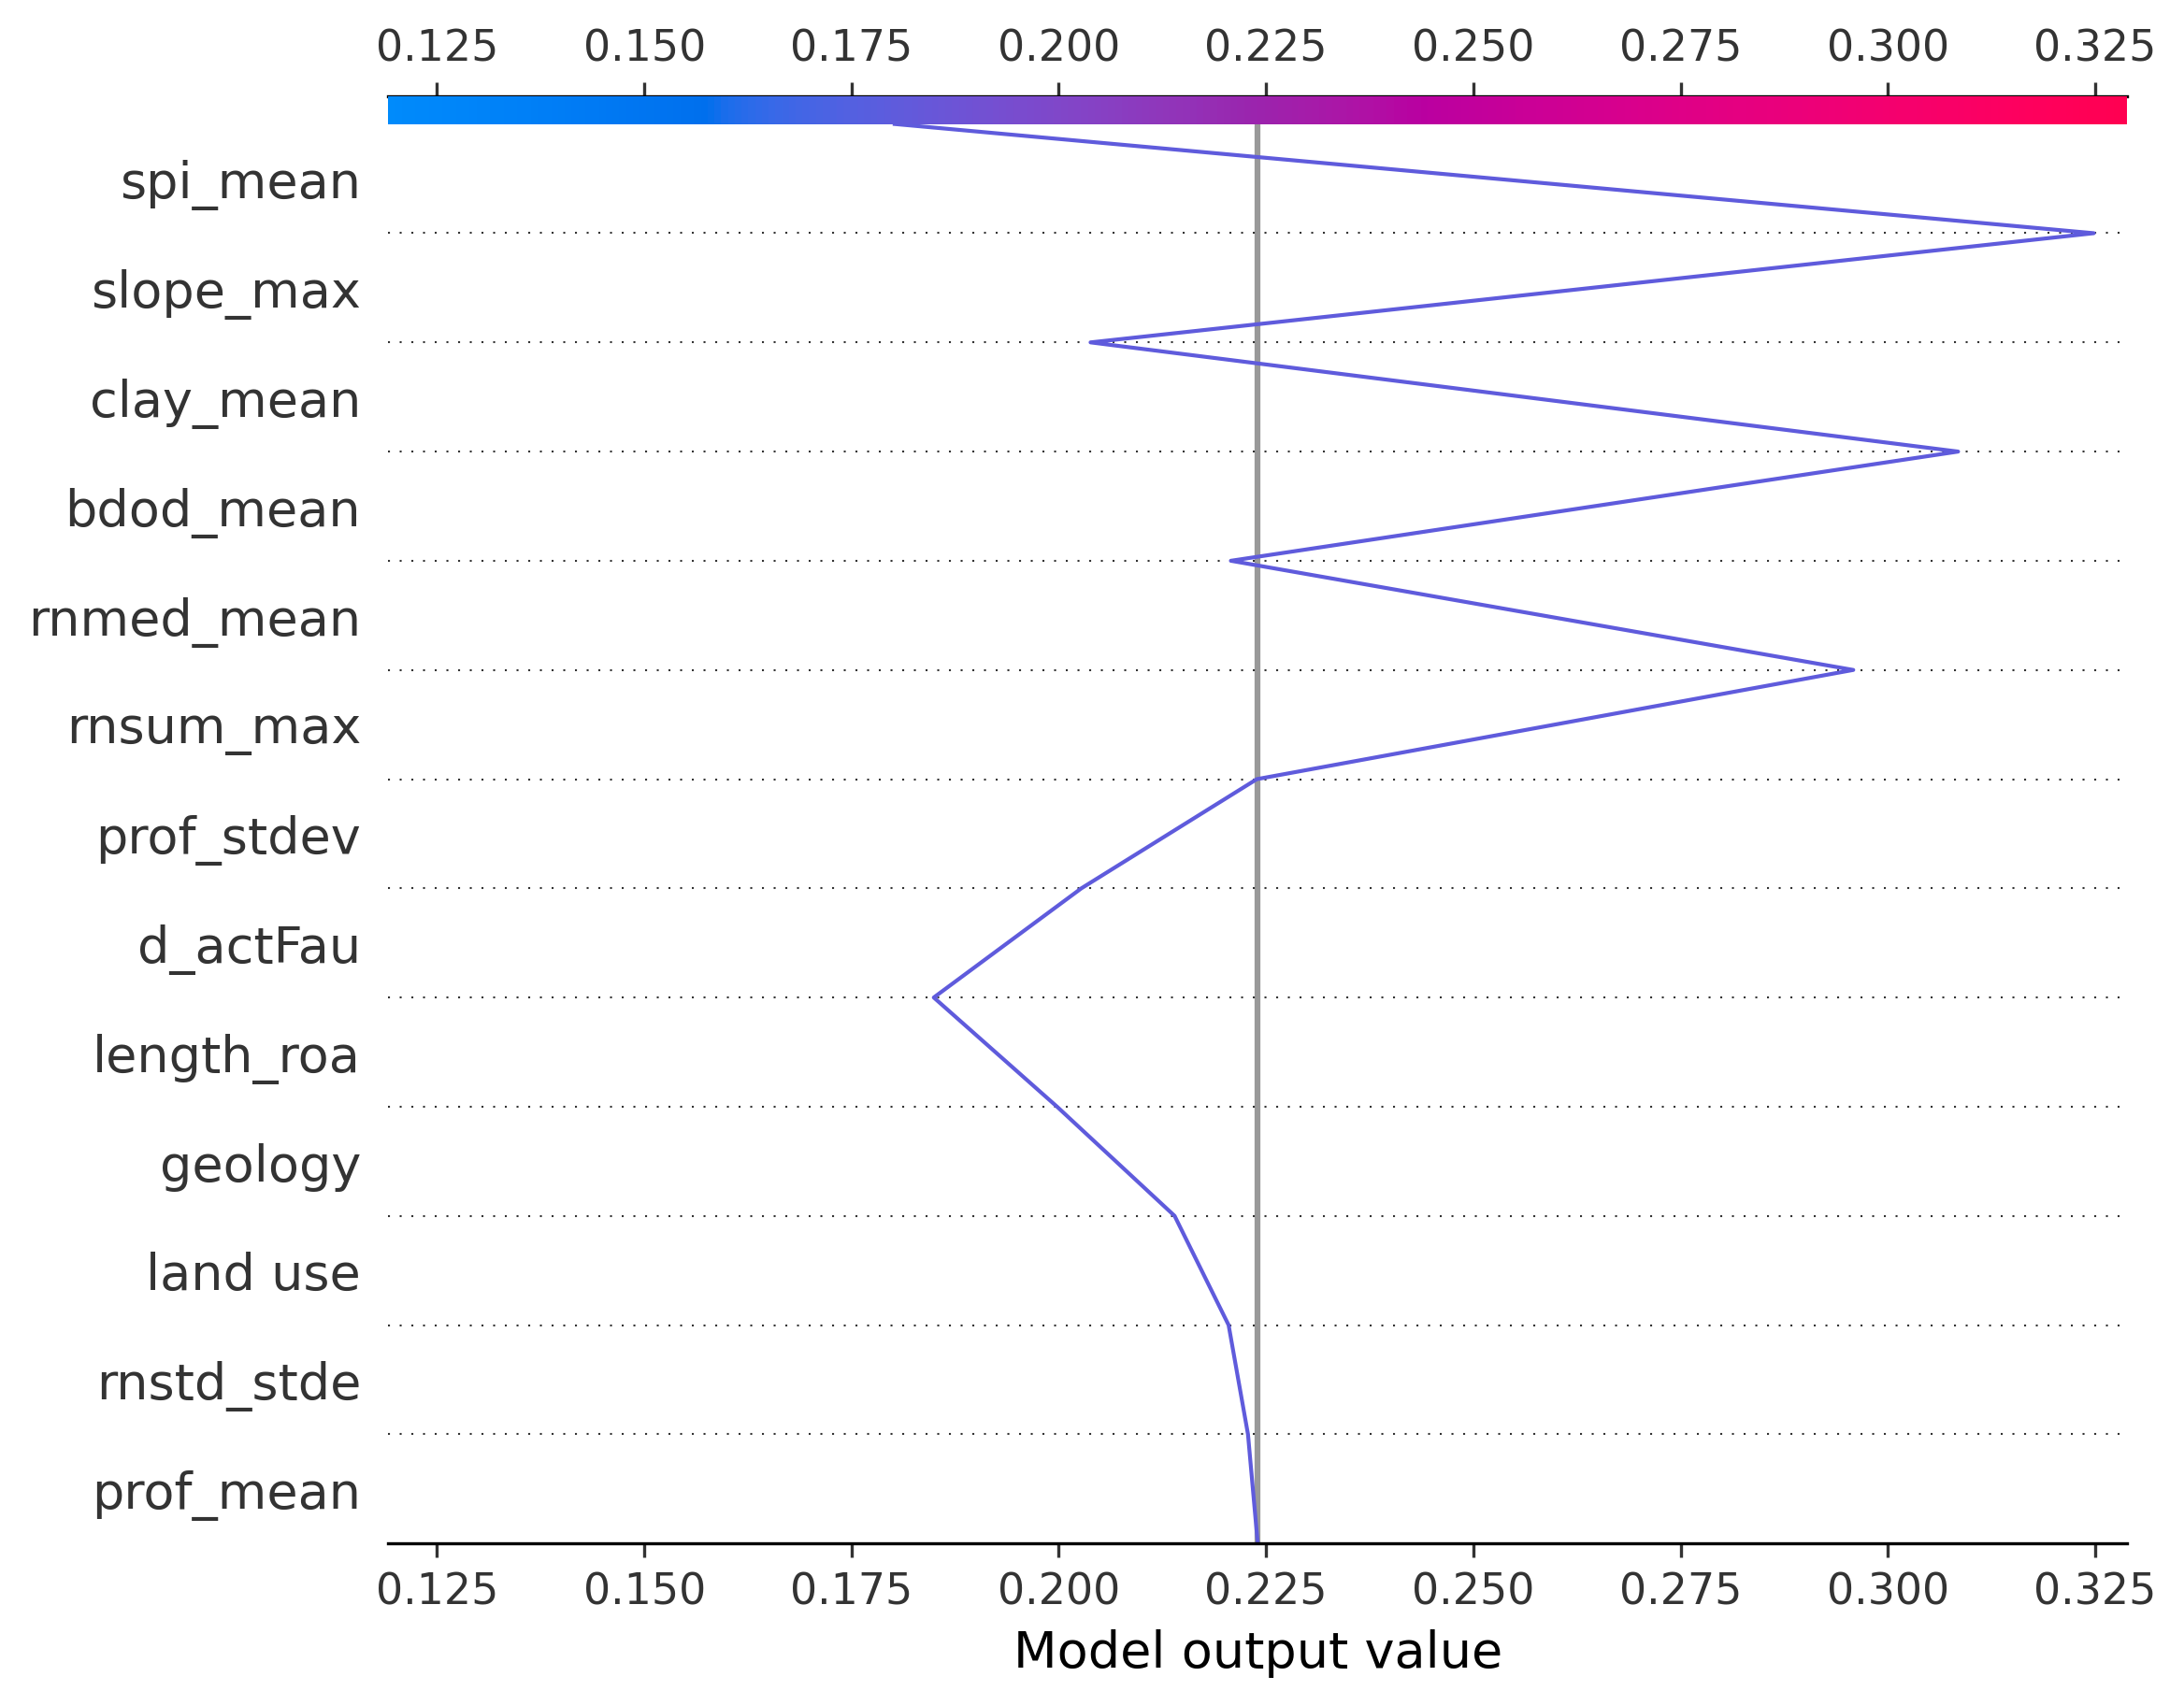 0.125 0.150 0.175 0.200 0.225 0.250 0.275 0.300 0.325
spi_mean
slope_max
clay_mean
bdod_mean
rnmed_mean
rnsum_max
prof_stdev
d_actFau
length_roa
geology
land use
rnstd_stde
prof_mean
0.125 0.150 0.175 0.200 0.225 0.250 0.275 0.300 0.325
Model output value